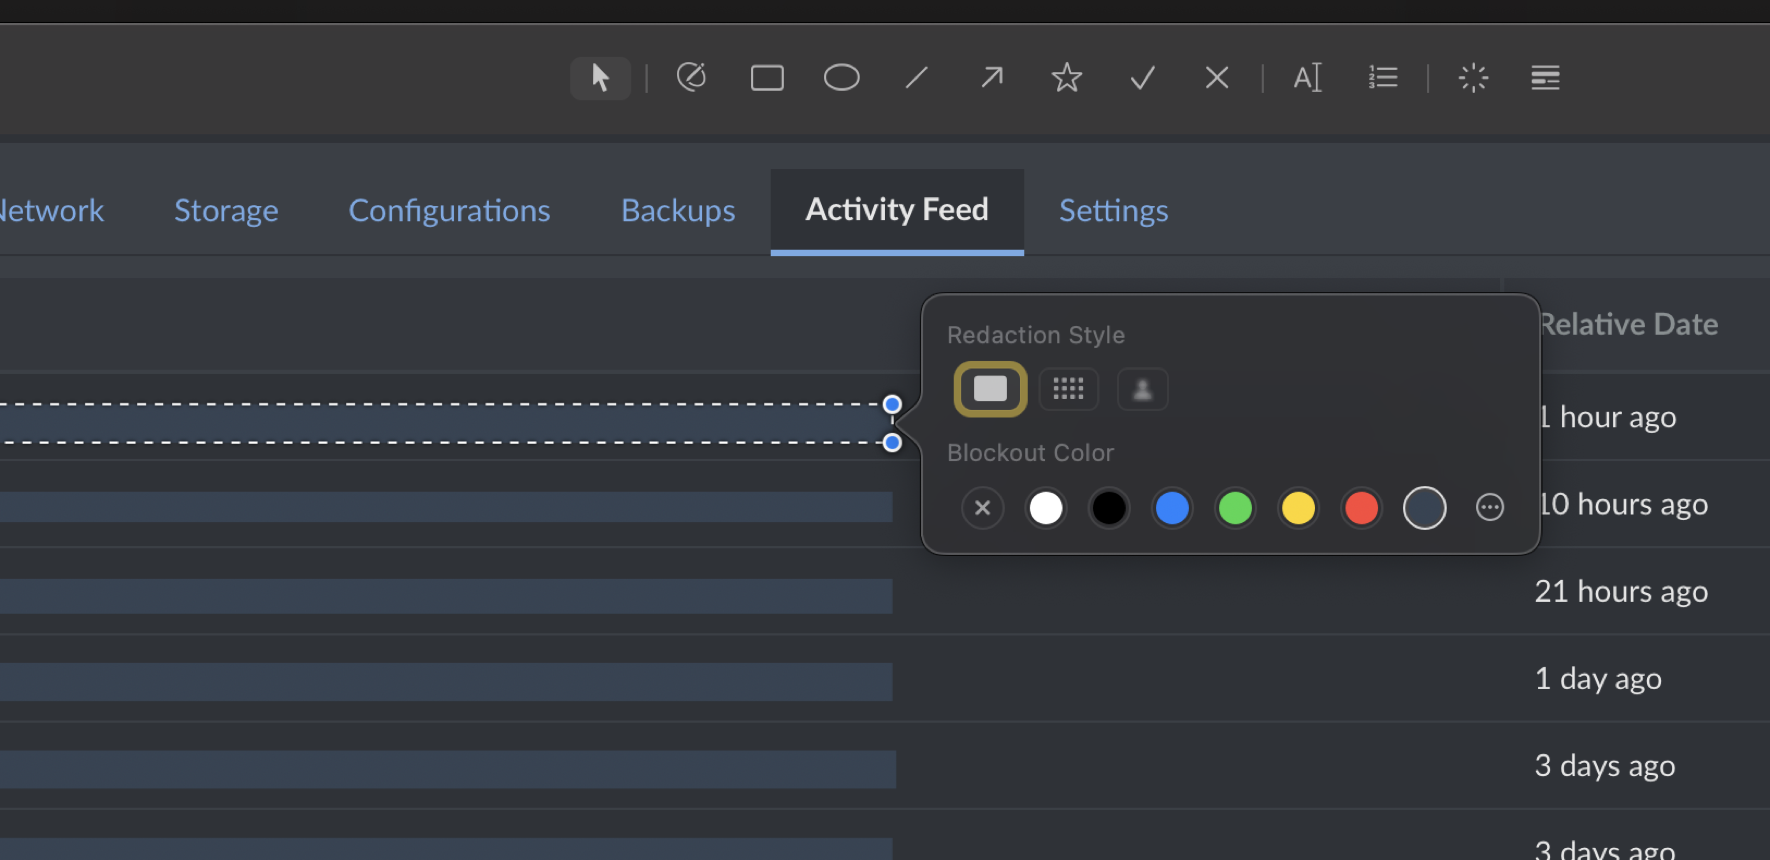 Network Storage Configurations Backups Activity Feed Settings
Redaction Style
Relative Date
1 hour ago
Blockout Color
10 hours ago
21 hours ago
1 day ago
3 days ago
3 days ago